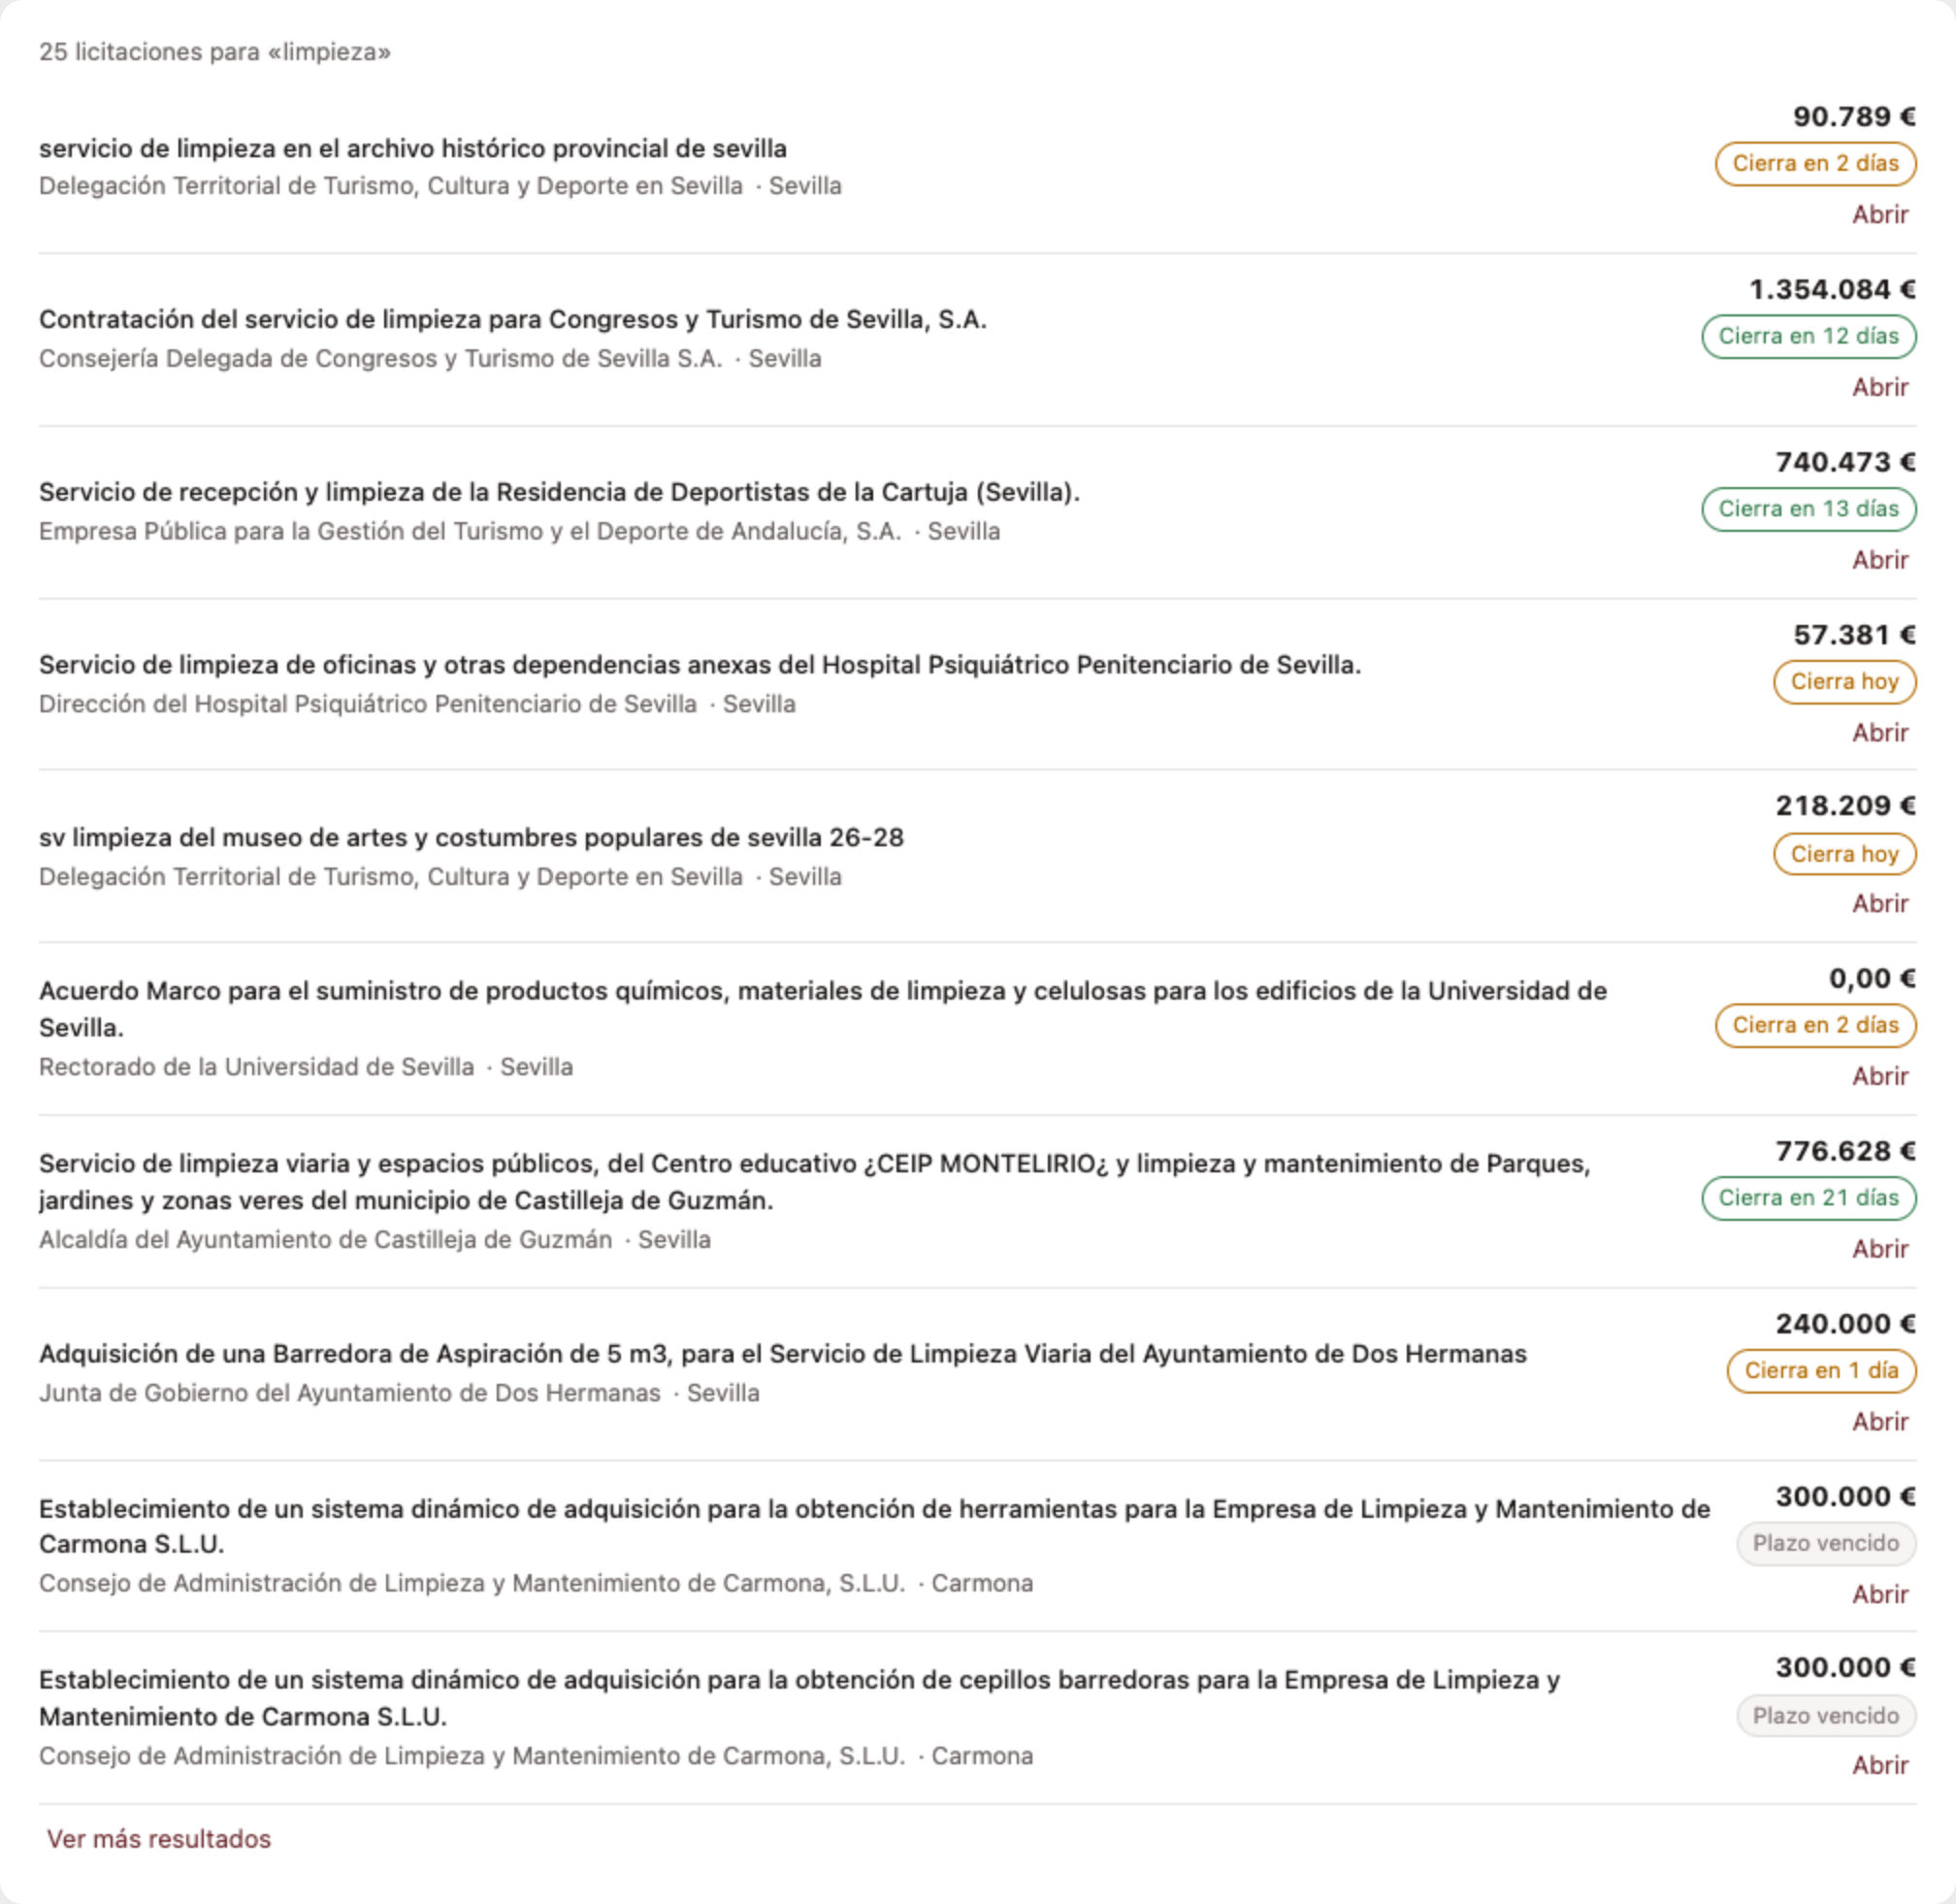 25 licitaciones para «limpieza»
servicio de limpieza en el archivo histórico provincial de sevilla
Delegación Territorial de Turismo, Cultura y Deporte en Sevilla · Sevilla
90.789 €
Cierra en 2 días
Abrir
Contratación del servicio de limpieza para Congresos y Turismo de Sevilla, S.A.
Consejería Delegada de Congresos y Turismo de Sevilla S.A. · Sevilla
1.354.084 €
Cierra en 12 días
Abrir
Servicio de recepción y limpieza de la Residencia de Deportistas de la Cartuja (Sevilla).
Empresa Pública para la Gestión del Turismo y el Deporte de Andalucía, S.A. · Sevilla
740.473 €
Cierra en 13 días
Abrir
Servicio de limpieza de oficinas y otras dependencias anexas del Hospital Psiquiátrico Penitenciario de Sevilla.
Dirección del Hospital Psiquiátrico Penitenciario de Sevilla · Sevilla
57.381 €
Cierra hoy
Abrir
sv limpieza del museo de artes y costumbres populares de sevilla 26-28
Delegación Territorial de Turismo, Cultura y Deporte en Sevilla · Sevilla
218.209 €
Cierra hoy
Abrir
Acuerdo Marco para el suministro de productos químicos, materiales de limpieza y celulosas para los edificios de la Universidad de
Sevilla.
Rectorado de la Universidad de Sevilla · Sevilla
0,00 €
Cierra en 2 días
Abrir
Servicio de limpieza viaria y espacios públicos, del Centro educativo ¿CEIP MONTELIRIO¿ y limpieza y mantenimiento de Parques,
jardines y zonas veres del municipio de Castilleja de Guzmán.
Alcaldía del Ayuntamiento de Castilleja de Guzmán · Sevilla
776.628 €
Cierra en 21 días
Abrir
Adquisición de una Barredora de Aspiración de 5 m3, para el Servicio de Limpieza Viaria del Ayuntamiento de Dos Hermanas
Junta de Gobierno del Ayuntamiento de Dos Hermanas · Sevilla
240.000 €
Cierra en 1 día
Abrir
Establecimiento de un sistema dinámico de adquisición para la obtención de herramientas para la Empresa de Limpieza y Mantenimiento de
Carmona S.L.U.
Consejo de Administración de Limpieza y Mantenimiento de Carmona, S.L.U. · Carmona
300.000 €
Plazo vencido
Abrir
Establecimiento de un sistema dinámico de adquisición para la obtención de cepillos barredoras para la Empresa de Limpieza y
Mantenimiento de Carmona S.L.U.
Consejo de Administración de Limpieza y Mantenimiento de Carmona, S.L.U. · Carmona
300.000 €
Plazo vencido
Abrir
Ver más resultados